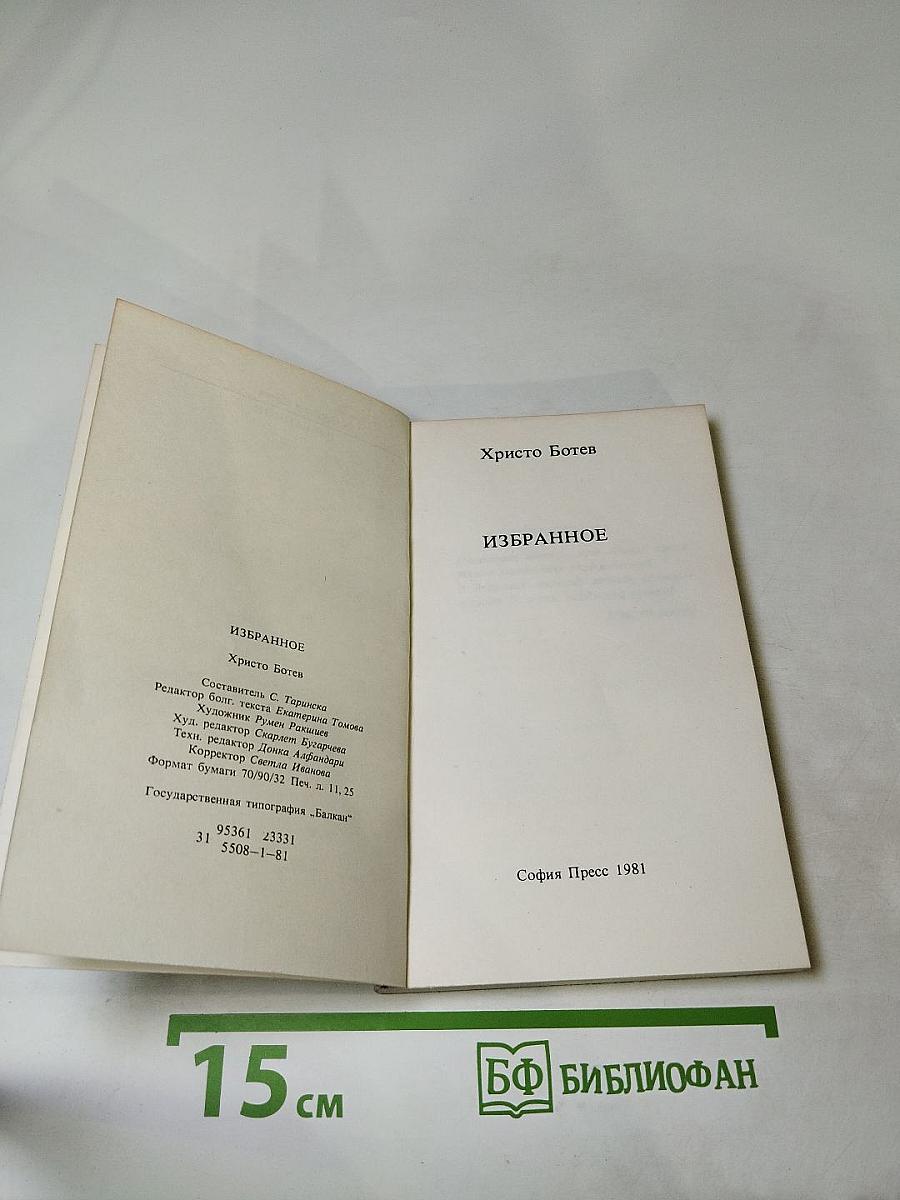 ИЗБРАННОЕ
Христо Ботев
Составитель С. Таринска
Редактор болг. текста Екатерина Томова
Художник Румен Ракшиев
Худ. редактор Скарлет Бугарчева
Техн. редактор Донка Алфандари
Корректор Светла Иванова
Формат бумаги 70/90/32 Печ. л. 11, 25
Государственная типография „Балкан“
95361 23331
31 5508–1–81
Христо Ботев
ИЗБРАННОЕ
София Пресс 1981
15 см
БФ БИБЛИОФАН